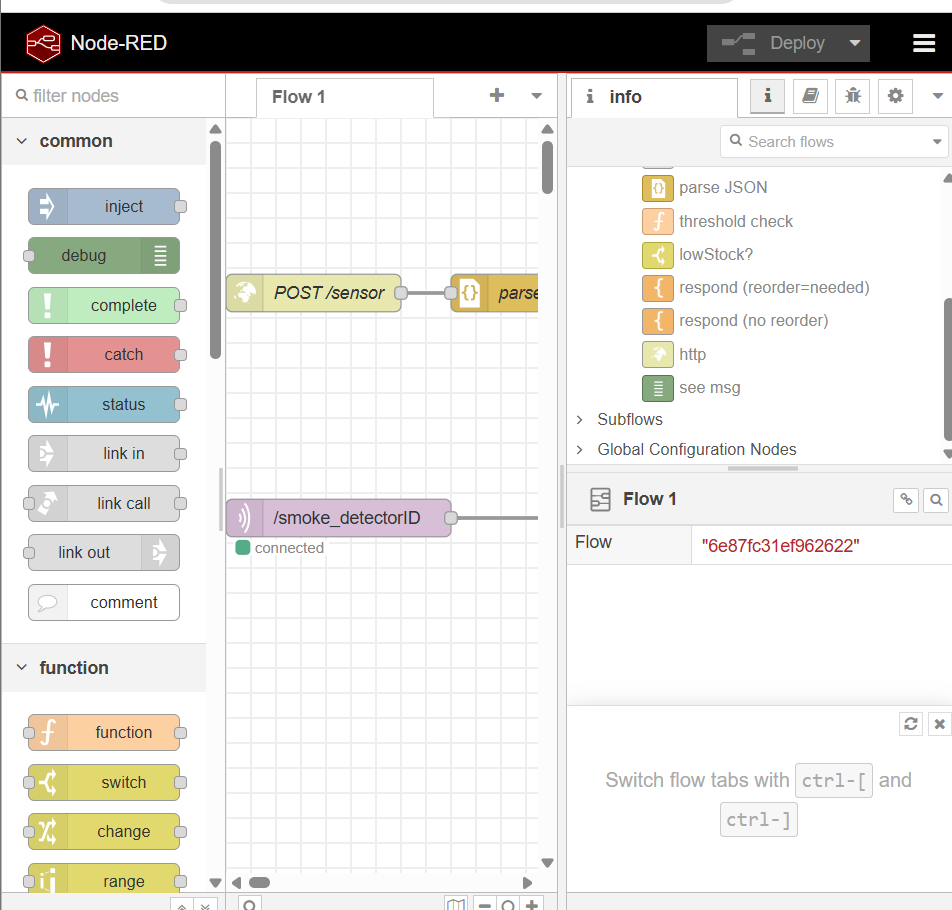 Node-RED
Deploy
filter nodes
Flow 1
info
Search flows
common
inject
debug
complete
catch
status
link in
link call
link out
comment
function
function
switch
change
range
POST /sensor
parse
/smoke_detectorID
connected
parse JSON
threshold check
lowStock?
respond (reorder=needed)
respond (no reorder)
http
see msg
Subflows
Global Configuration Nodes
Flow 1
Flow "6e87fc31ef962622"
Switch flow tabs with ctrl-[ and
ctrl-]